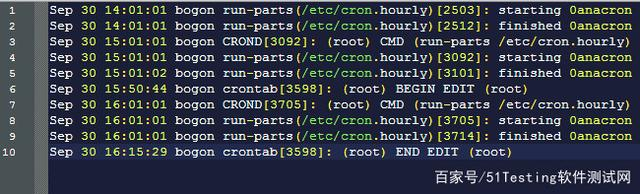 1 Sep 30 14:01:01 bogon run-parts(/etc/cron.hourly)[2503]: starting 0anacron
2 Sep 30 14:01:01 bogon run-parts(/etc/cron.hourly)[2512]: finished 0anacron
3 Sep 30 15:01:01 bogon CROND[3092]: (root) CMD (run-parts /etc/cron.hourly)
4 Sep 30 15:01:01 bogon run-parts(/etc/cron.hourly)[3092]: starting 0anacron
5 Sep 30 15:01:02 bogon run-parts(/etc/cron.hourly)[3101]: finished 0anacron
6 Sep 30 15:50:44 bogon crontab[3598]: (root) BEGIN EDIT (root)
7 Sep 30 16:01:01 bogon CROND[3705]: (root) CMD (run-parts /etc/cron.hourly)
8 Sep 30 16:01:01 bogon run-parts(/etc/cron.hourly)[3705]: starting 0anacron
9 Sep 30 16:01:01 bogon run-parts(/etc/cron.hourly)[3714]: finished 0anacron
10 Sep 30 16:15:29 bogon crontab[3598]: (root) END EDIT (root)
百家号/51Testing软件测试网